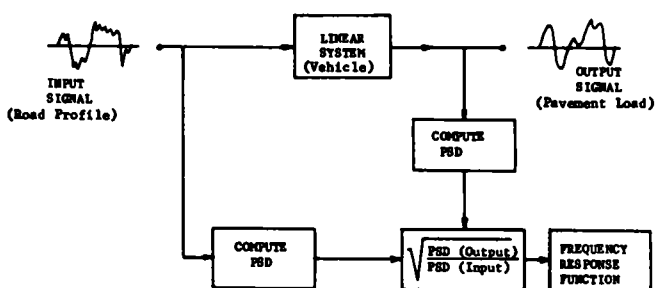 LINEAR
SYSTEM
(Vehicle)
INPUT
SIGNAL
(Road Profile)
OUTPUT
SIGNAL
(Pavement Load)
COMPUTE
PSD
COMPUTE
PSD
√ PSD (Output)
PSD (Input)
FREQUENCY
RESPONSE
FUNCTION